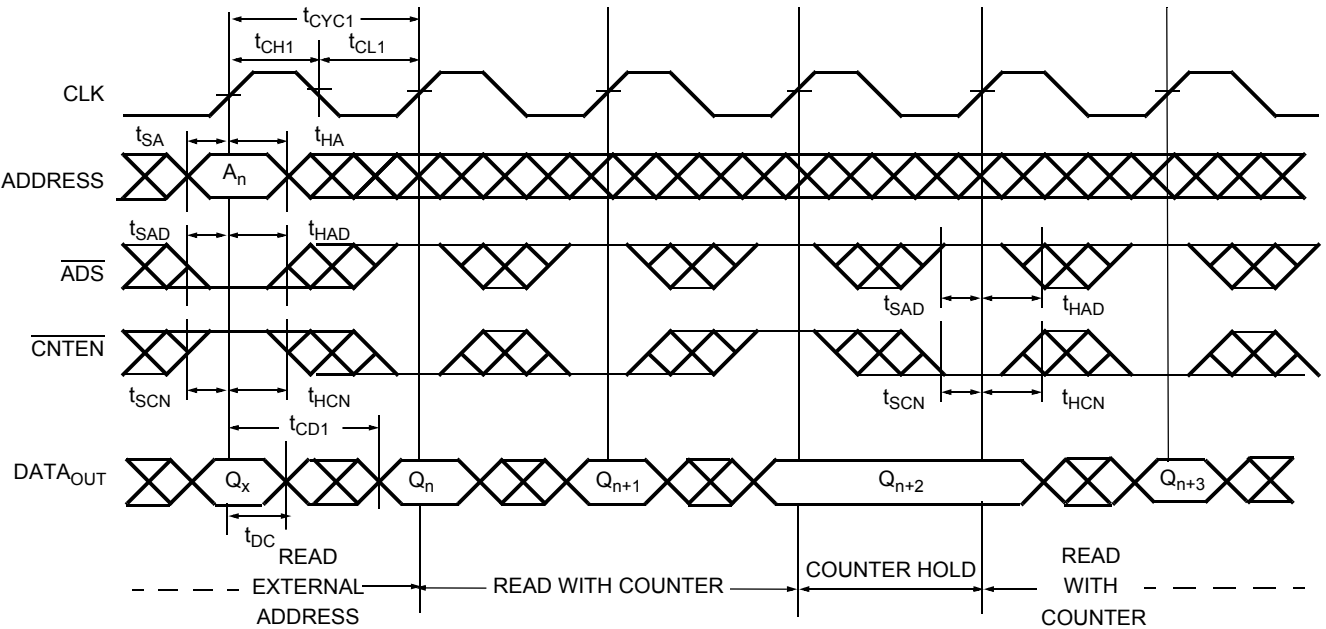 tCYC1
tCH1 tCL1
CLK
tSA tHA
ADDRESS An
tSAD tHAD
ADS
tSAD tHAD
CNTEN
tSCN tHCN
tSCN tHCN
tCD1
DATAOUT Qx Qn Qn+1 Qn+2 Qn+3
tDC
READ
EXTERNAL
ADDRESS
READ WITH COUNTER
COUNTER HOLD
READ
WITH
COUNTER